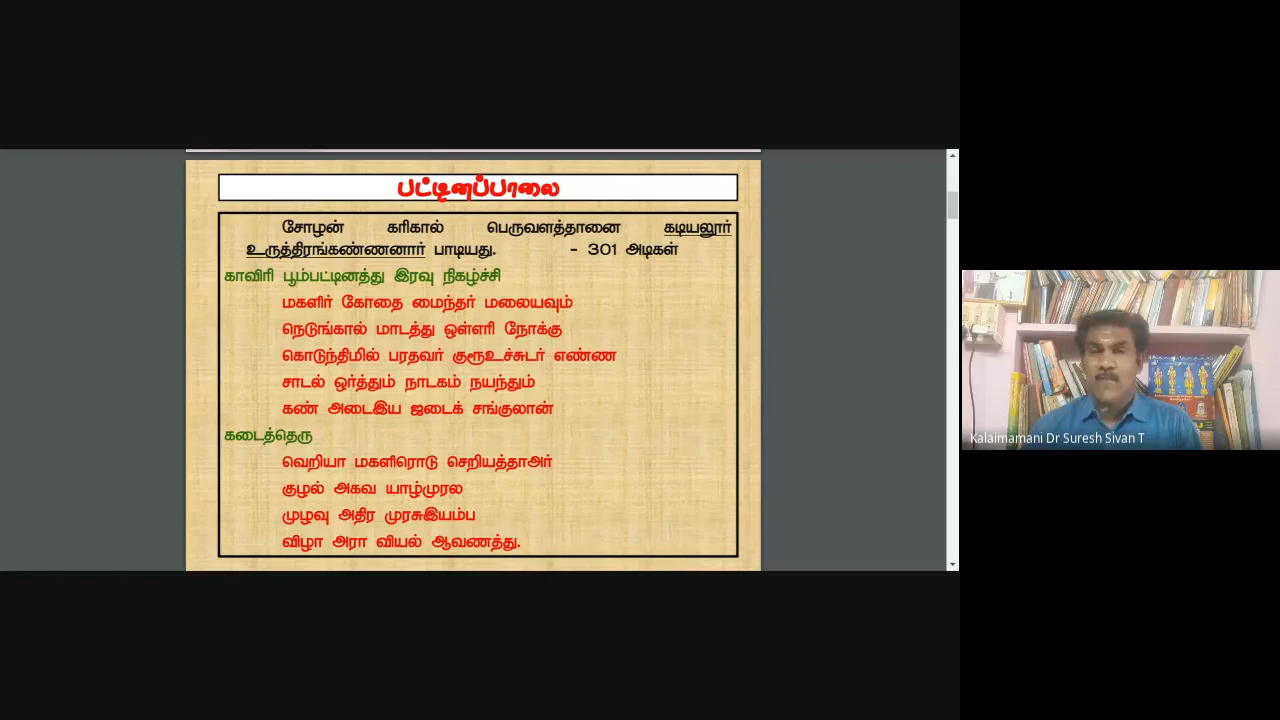 பட்டினப்பாலை
சோழன் கரிகால் பெருவளத்தானை கடியலூர்
உருத்திரங்கண்ணனார் பாடியது. - 301 அடிகள்
காவிரி பூம்பட்டினத்து இரவு நிகழ்ச்சி
மகளிர் கோதை மைந்தர் மலையவும்
நெடுங்கால் மாடத்து ஒள்ளரி நோக்கு
கொடுந்திமில் பரதவர் குரூஉச்சுடர் எண்ண
சாடல் ஓர்த்தும் நாடகம் நயந்தும்
கண் அடைஇய ஜடைக் சங்குலான்
கடைத்தெரு
வெறியா மகளிரொடு செறியத்தாஅர்
குழல் அகவ யாழ்முரல
முழவு அதிர முரசுஇயம்ப
விழா அரா வியல் ஆவணத்து.
Kalaimamani Dr Suresh Sivan T